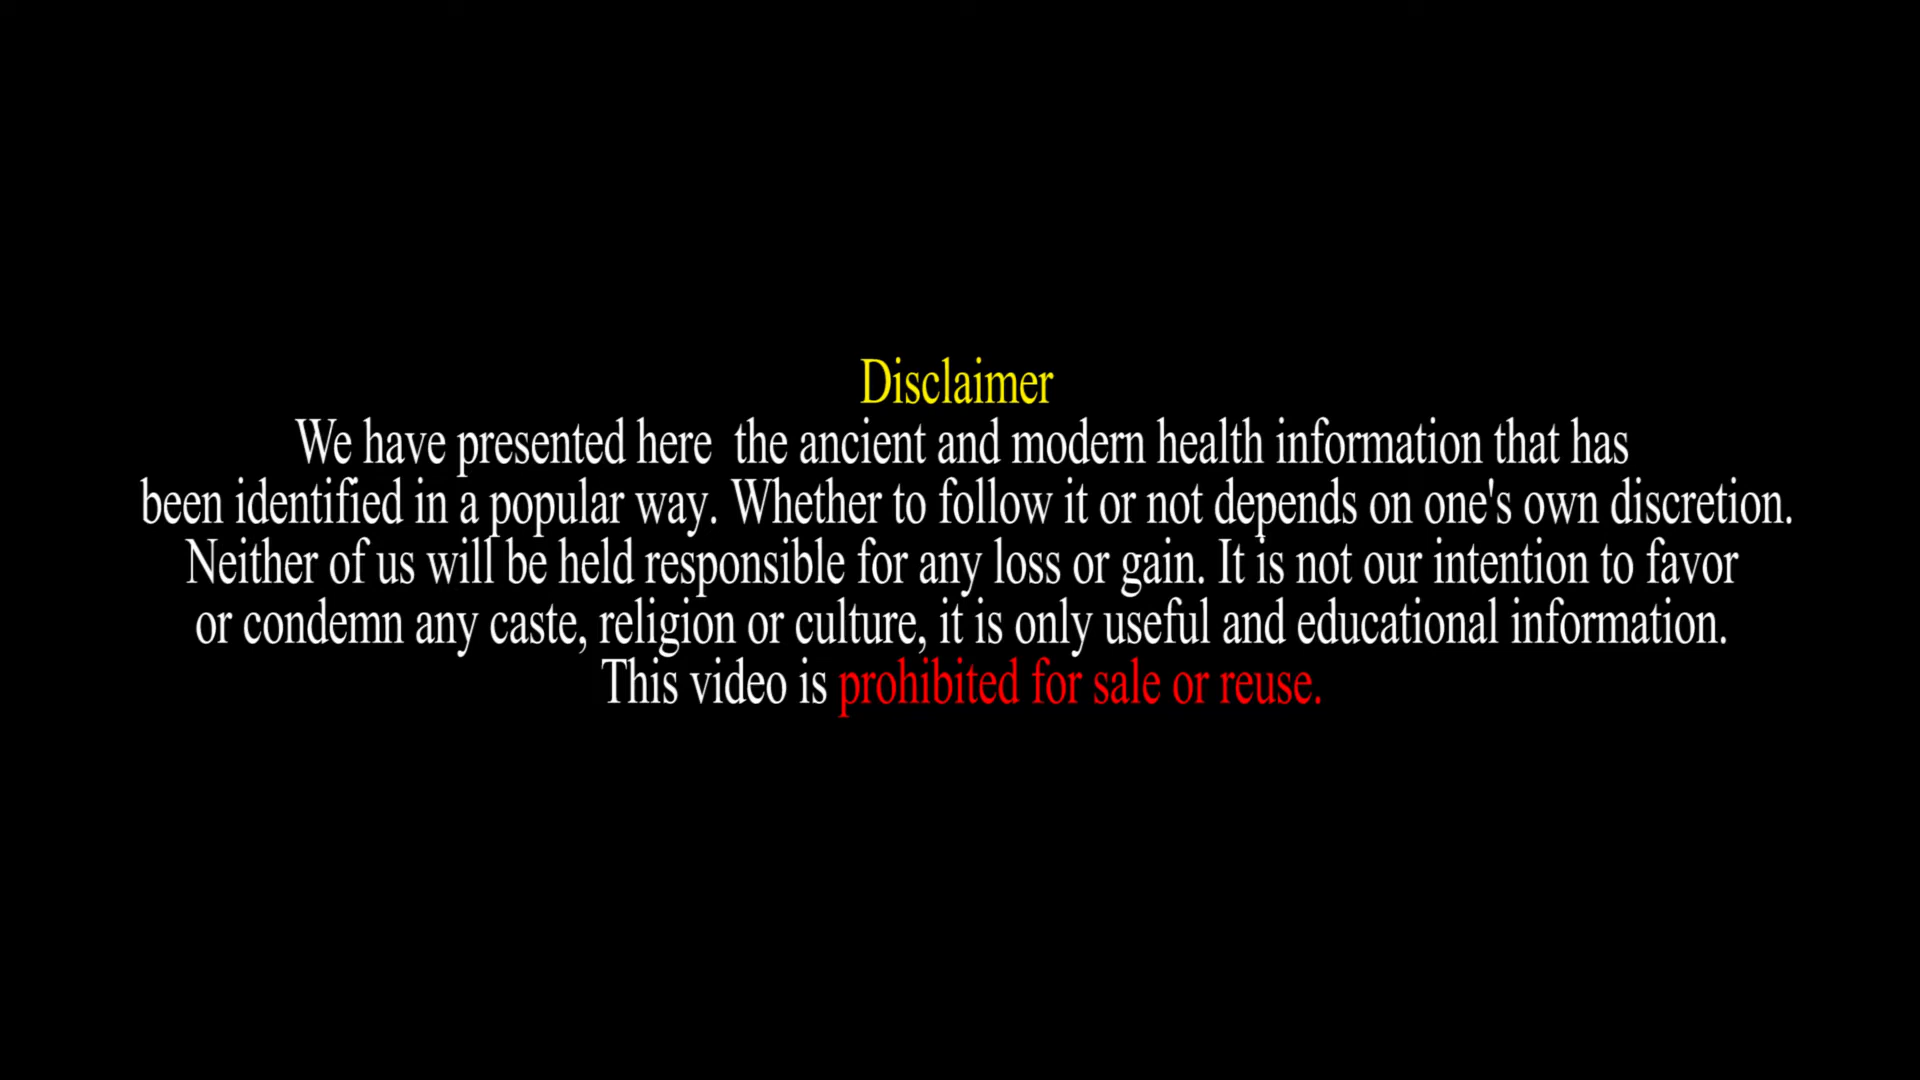 Disclaimer
We have presented here  the ancient and modern health information that has
been identified in a popular way. Whether to follow it or not depends on one's own discretion.
Neither of us will be held responsible for any loss or gain. It is not our intention to favor
or condemn any caste, religion or culture, it is only useful and educational information.
This video is prohibited for sale or reuse.